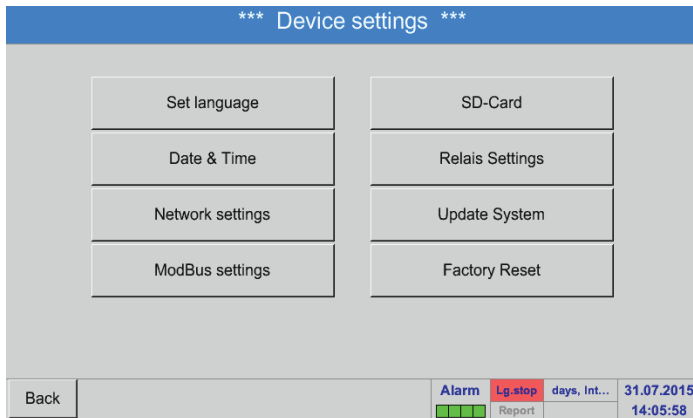 *** Device settings ***
Set language
SD-Card
Date & Time
Relais Settings
Network settings
Update System
ModBus settings
Factory Reset
Back
Alarm
Lg.stop
days, Int...
31.07.2015
Report
14:05:58